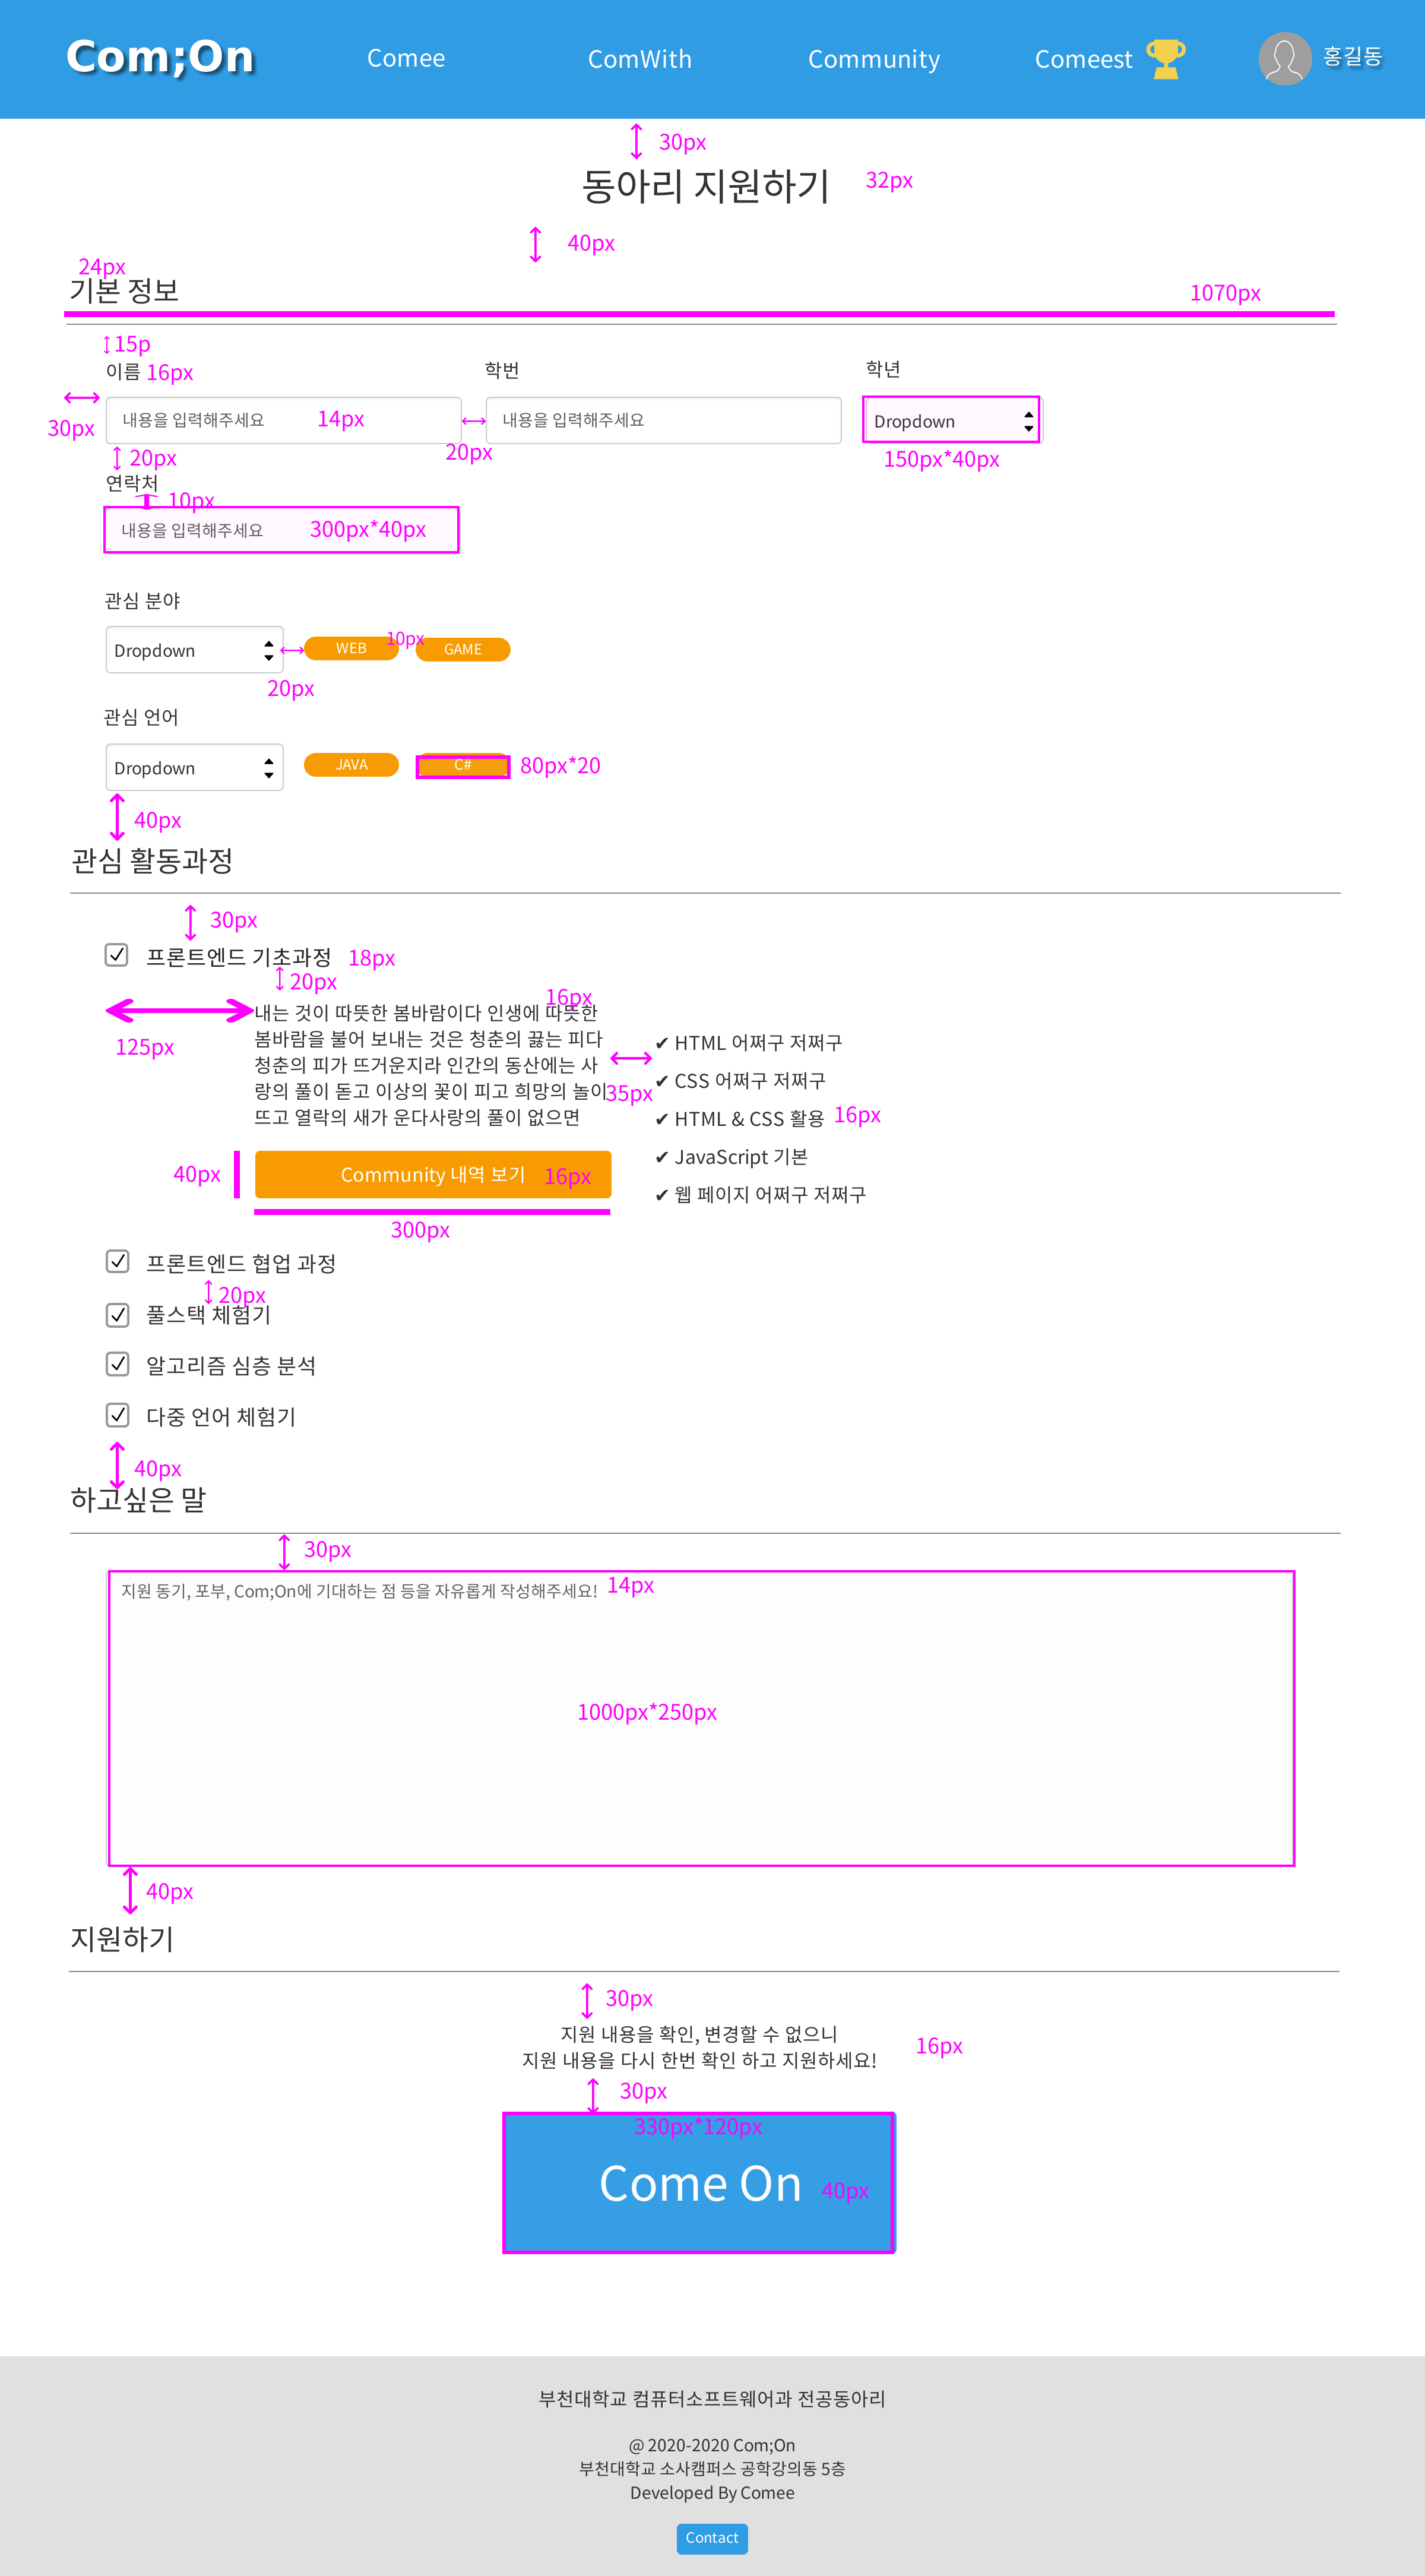 Com;On
Comee
ComWith
Community
Comeest
홍길동
30px
동아리 지원하기
32px
40px
24px
기본 정보
1070px
15p
이름 16px
학번
학년
30px
내용을 입력해주세요 14px
20px
내용을 입력해주세요
Dropdown
150px*40px
20px
연락처
10px
내용을 입력해주세요 300px*40px
관심 분야
Dropdown
20px
WEB
10px
GAME
관심 언어
Dropdown
JAVA
C#
80px*20
40px
관심 활동과정
30px
프론트엔드 기초과정 18px
20px
16px
125px
내는 것이 따뜻한 봄바람이다 인생에 따뜻한
봄바람을 불어 보내는 것은 청춘의 끓는 피다
청춘의 피가 뜨거운지라 인간의 동산에는 사
랑의 풀이 돋고 이상의 꽃이 피고 희망의 놀이
뜨고 열락의 새가 운다사랑의 풀이 없으면
35px
✔ HTML 어쩌구 저쩌구
✔ CSS 어쩌구 저쩌구
✔ HTML & CSS 활용 16px
✔ JavaScript 기본
✔ 웹 페이지 어쩌구 저쩌구
40px
Community 내역 보기 16px
300px
프론트엔드 협업 과정
20px
풀스택 체험기
알고리즘 심층 분석
다중 언어 체험기
40px
하고싶은 말
30px
지원 동기, 포부, Com;On에 기대하는 점 등을 자유롭게 작성해주세요! 14px
1000px*250px
40px
지원하기
30px
지원 내용을 확인, 변경할 수 없으니
지원 내용을 다시 한번 확인 하고 지원하세요!
16px
30px
330px*120px
Come On 40px
부천대학교 컴퓨터소프트웨어과 전공동아리
@ 2020-2020 Com;On
부천대학교 소사캠퍼스 공학강의동 5층
Developed By Comee
Contact